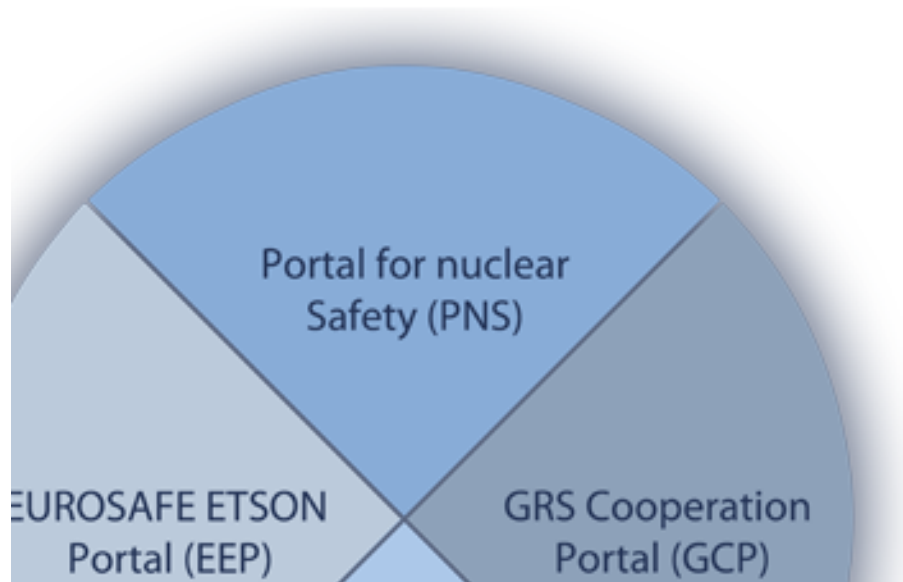 Portal for nuclear
Safety (PNS)
EUROSAFE ETSON
Portal (EEP)
GRS Cooperation
Portal (GCP)